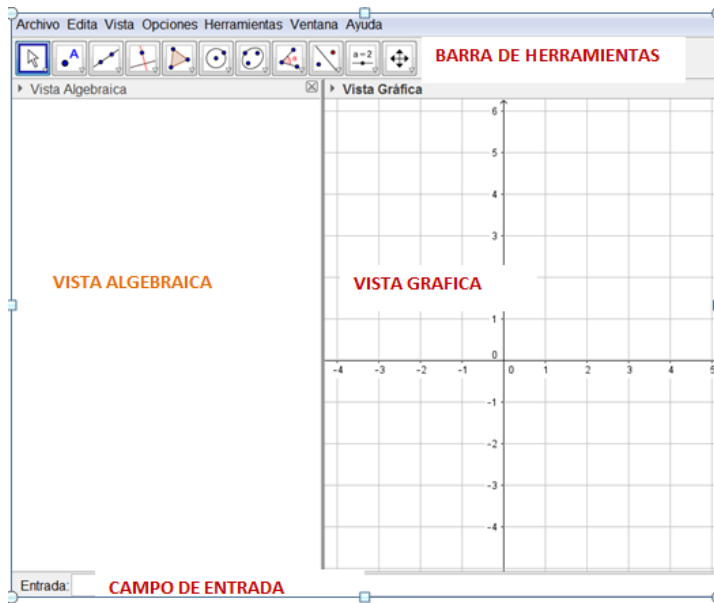 Archivo Edita Vista Opciones Herramientas Ventana Ayuda
A
a=2
BARRA DE HERRAMIENTAS
Vista Algebraica
Vista Gráfica
6
5
4
3
VISTA ALGEBRAICA
VISTA GRAFICA
1
0
-4 -3 -2 -1 0 1 2 3 4 5
-1
-2
-3
-4
Entrada:
CAMPO DE ENTRADA